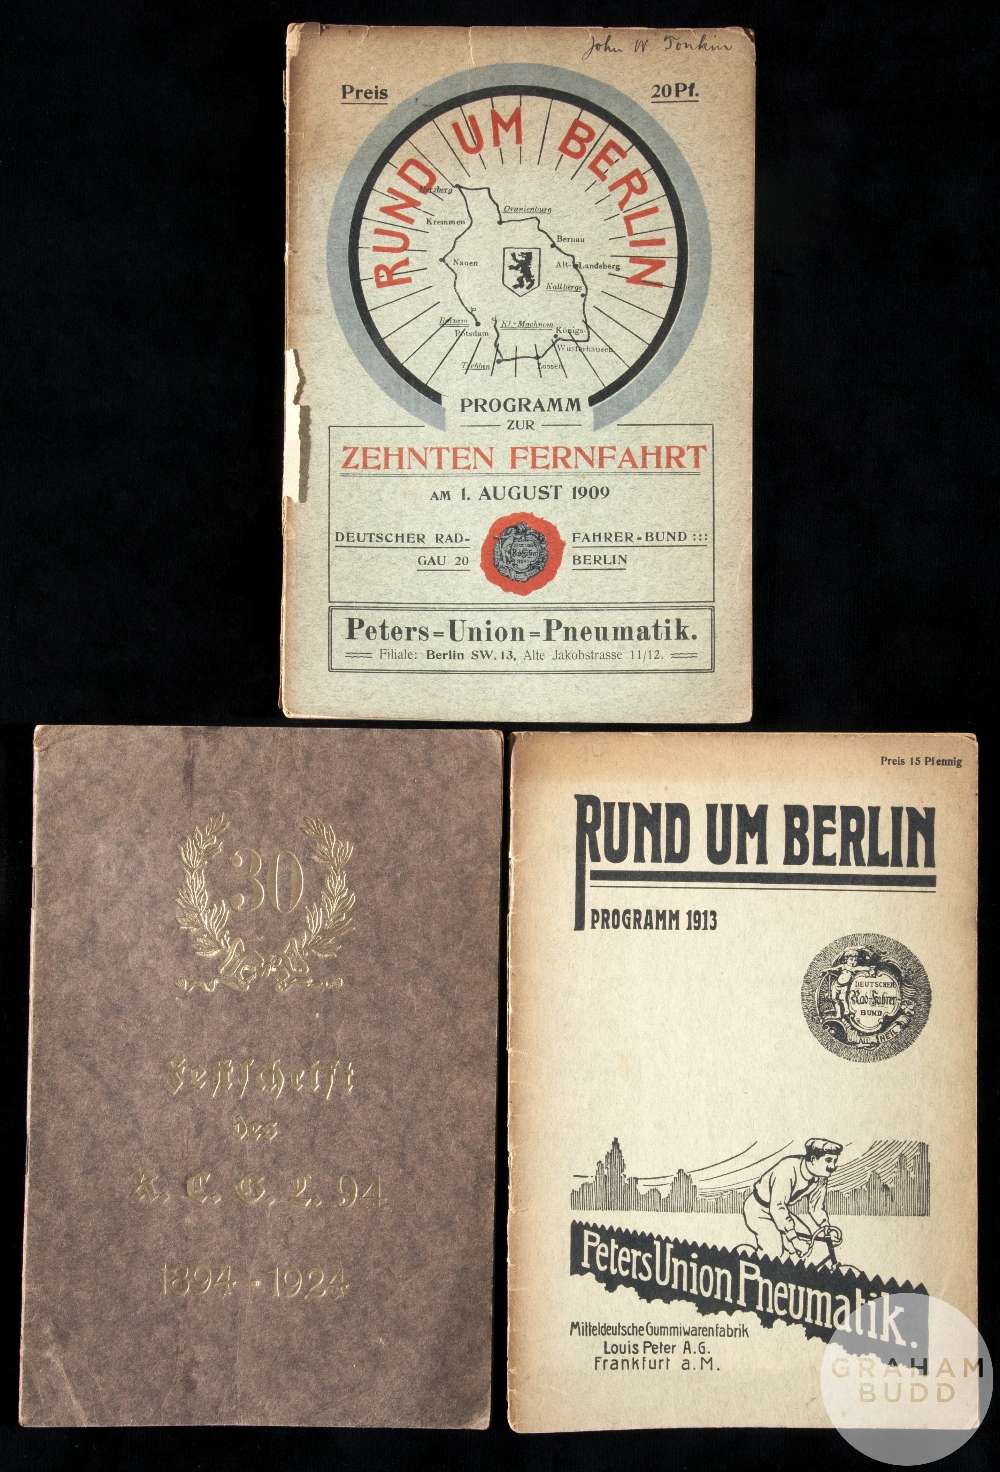 John W Tonkin
Preis 20 Pf.
RUND UM BERLIN
Oranienburg
Kremmen
Bernau
Nauen
Alt-Landsberg
Kalkberge
Potsdam
Kl.-Machnow
Königs-
Wusterhausen
Zossen
PROGRAMM
ZUR
ZEHNTEN FERNFAHRT
AM 1. AUGUST 1909
DEUTSCHER RAD-
GAU 20
FAHRER-BUND :::
BERLIN
Peters=Union=Pneumatik.
Filiale: Berlin SW. 13, Alte Jakobstrasse 11/12.
30
Festschrift
des
R. C. G. L. 94
1894-1924
Preis 15 Pfennig
RUND UM BERLIN
PROGRAMM 1913
DEUTSCHER
Rad-Fahrer
BUND
ALL HEIL
Peters Union Pneumatik.
Mitteldeutsche Gummiwarenfabrik
Louis Peter A.G.
Frankfurt a.M.
GRAHAM
BUDD